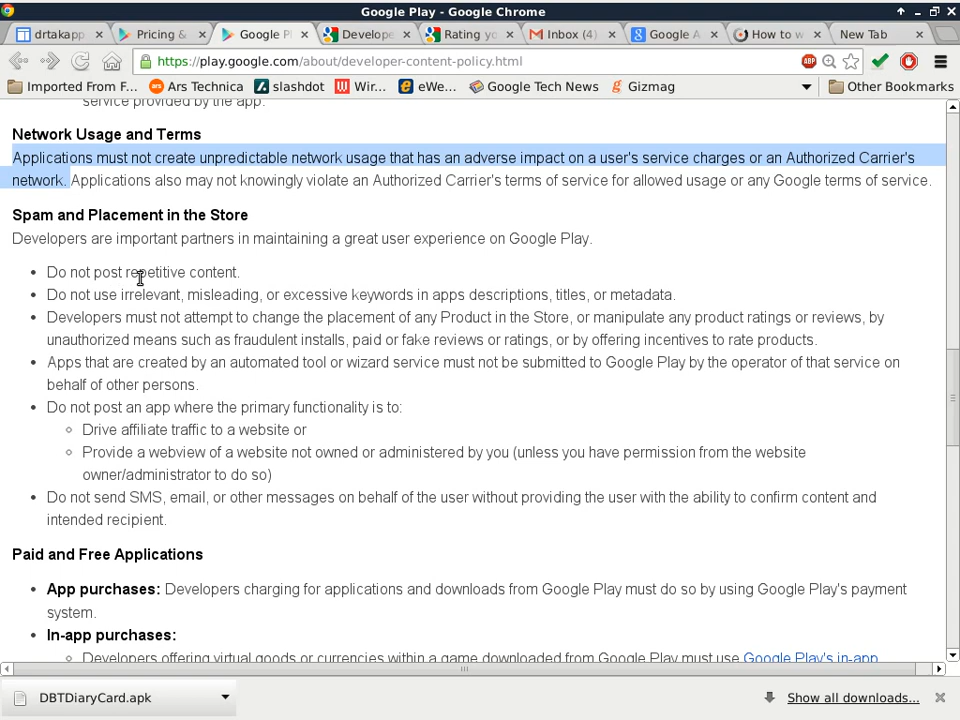 Google Play - Google Chrome
drtakapp
Pricing &
Google P
Develope
Rating yo
Inbox (4)
Google A
How to w
New Tab
https://play.google.com/about/developer-content-policy.html
ABP
Imported From F...
Ars Technica
slashdot
Wir...
eWe...
Google Tech News
Gizmag
Other Bookmarks
service provided by the app.
Network Usage and Terms
Applications must not create unpredictable network usage that has an adverse impact on a user's service charges or an Authorized Carrier's
network. Applications also may not knowingly violate an Authorized Carrier's terms of service for allowed usage or any Google terms of service.
Spam and Placement in the Store
Developers are important partners in maintaining a great user experience on Google Play.
• Do not post repetitive content.
• Do not use irrelevant, misleading, or excessive keywords in apps descriptions, titles, or metadata.
• Developers must not attempt to change the placement of any Product in the Store, or manipulate any product ratings or reviews, by
unauthorized means such as fraudulent installs, paid or fake reviews or ratings, or by offering incentives to rate products.
• Apps that are created by an automated tool or wizard service must not be submitted to Google Play by the operator of that service on
behalf of other persons.
• Do not post an app where the primary functionality is to:
Drive affiliate traffic to a website or
Provide a webview of a website not owned or administered by you (unless you have permission from the website
owner/administrator to do so)
• Do not send SMS, email, or other messages on behalf of the user without providing the user with the ability to confirm content and
intended recipient.
Paid and Free Applications
• App purchases: Developers charging for applications and downloads from Google Play must do so by using Google Play's payment
system.
• In-app purchases:
Developers offering virtual goods or currencies within a game downloaded from Google Play must use Google Play's in-app
DBTDiaryCard.apk
Show all downloads...